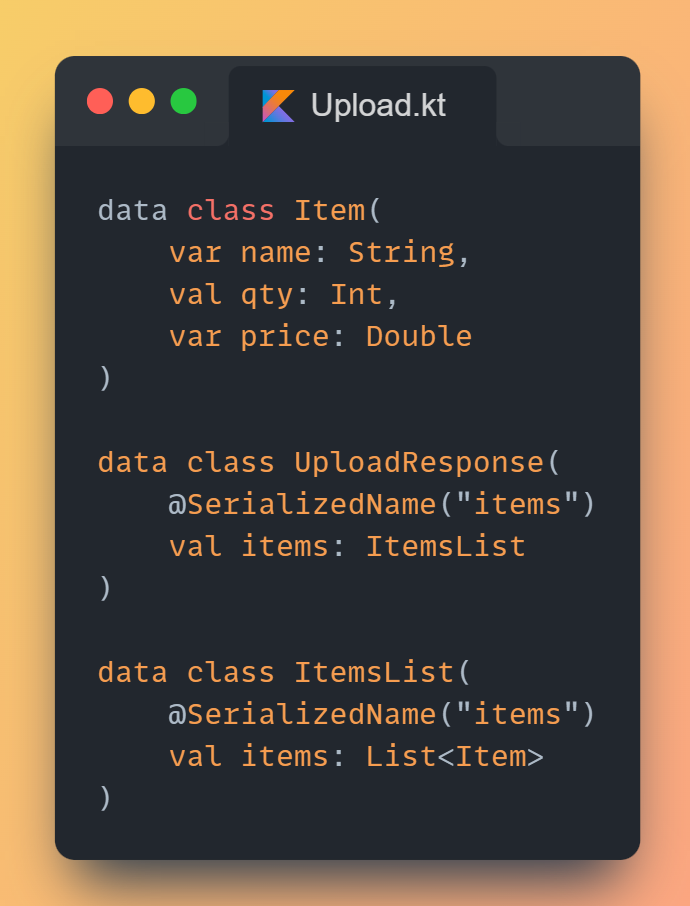 Upload.kt
data class Item(
    var name: String,
    val qty: Int,
    var price: Double
)
data class UploadResponse(
    @SerializedName("items")
    val items: ItemsList
)
data class ItemsList(
    @SerializedName("items")
    val items: List<Item>
)